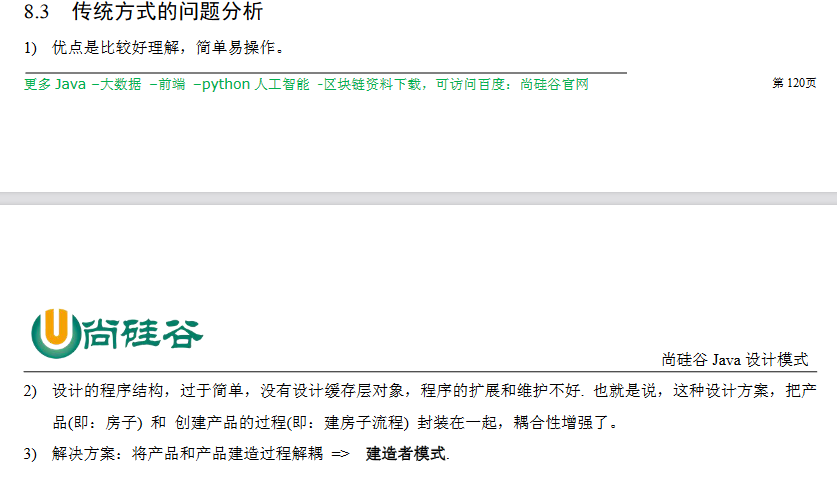 8.3 传统方式的问题分析
1) 优点是比较好理解，简单易操作。
更多 Java –大数据 –前端 –python 人工智能 -区块链资料下载，可访问百度：尚硅谷官网
第 120页
尚硅谷
尚硅谷 Java 设计模式
2) 设计的程序结构，过于简单，没有设计缓存层对象，程序的扩展和维护不好. 也就是说，这种设计方案，把产
品(即：房子) 和 创建产品的过程(即：建房子流程) 封装在一起，耦合性增强了。
3) 解决方案：将产品和产品建造过程解耦 => 建造者模式.